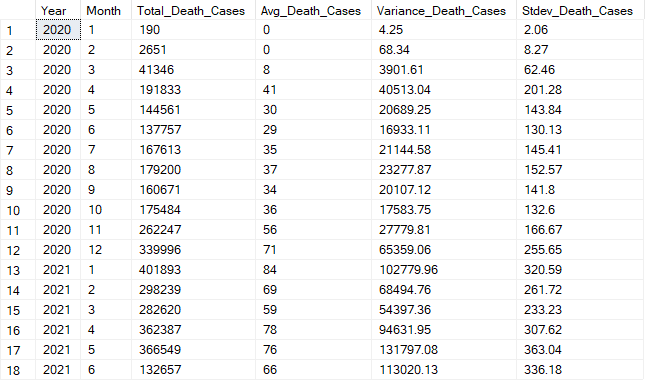 Year Month Total_Death_Cases Avg_Death_Cases Variance_Death_Cases Stdev_Death_Cases
1 2020 1 190 0 4.25 2.06
2 2020 2 2651 0 68.34 8.27
3 2020 3 41346 8 3901.61 62.46
4 2020 4 191833 41 40513.04 201.28
5 2020 5 144561 30 20689.25 143.84
6 2020 6 137757 29 16933.11 130.13
7 2020 7 167613 35 21144.58 145.41
8 2020 8 179200 37 23277.87 152.57
9 2020 9 160671 34 20107.12 141.8
10 2020 10 175484 36 17583.75 132.6
11 2020 11 262247 56 27779.81 166.67
12 2020 12 339996 71 65359.06 255.65
13 2021 1 401893 84 102779.96 320.59
14 2021 2 298239 69 68494.76 261.72
15 2021 3 282620 59 54397.36 233.23
16 2021 4 362387 78 94631.95 307.62
17 2021 5 366549 76 131797.08 363.04
18 2021 6 132657 66 113020.13 336.18